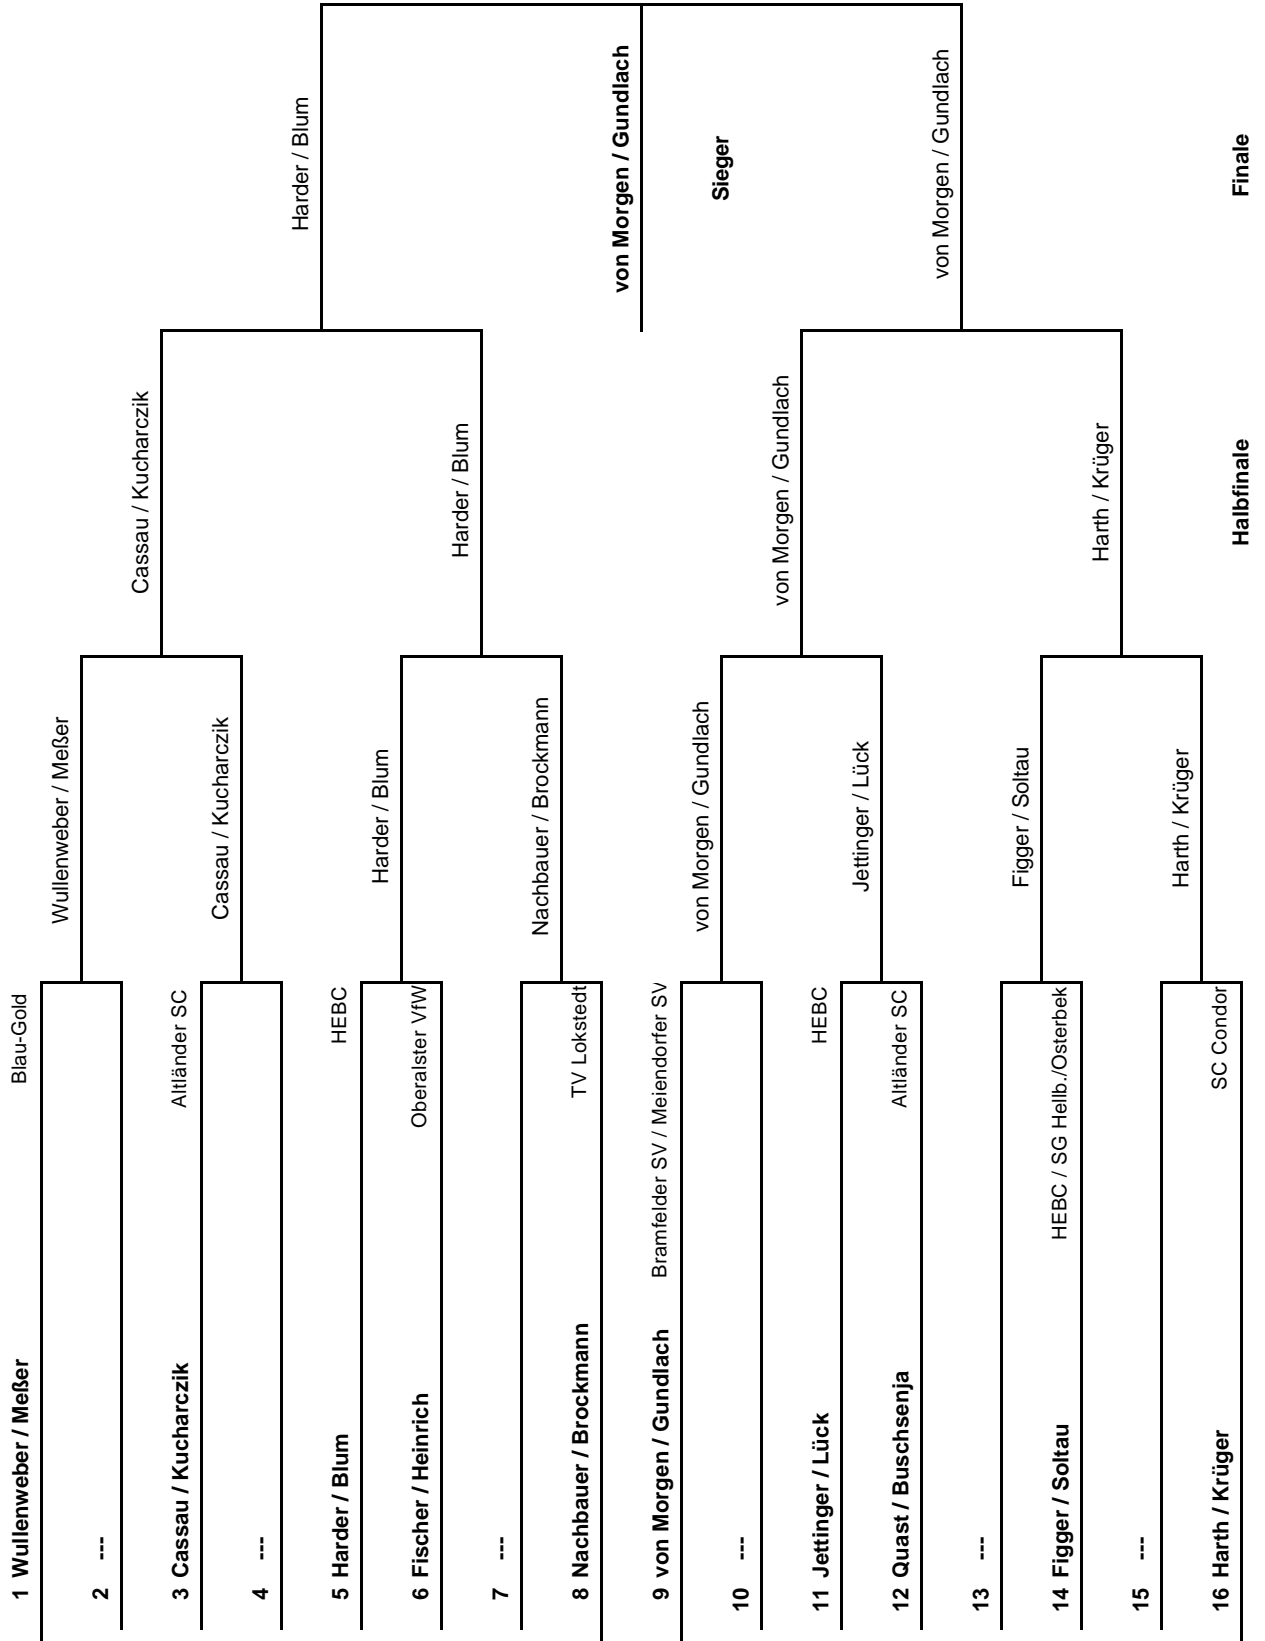 1 Wullenweber / Meßer Blau-Gold
2 ---
3 Cassau / Kucharczik Altländer SC
4 ---
5 Harder / Blum HEBC
6 Fischer / Heinrich Oberalster VfW
7 ---
8 Nachbauer / Brockmann TV Lokstedt
9 von Morgen / Gundlach Bramfelder SV / Meiendorfer SV
10 ---
11 Jettinger / Lück HEBC
12 Quast / Buschsenja Altländer SC
13 ---
14 Figger / Soltau HEBC / SG Hellb./Osterbek
15 ---
16 Harth / Krüger SC Condor
Wullenweber / Meßer
Cassau / Kucharczik
Harder / Blum
Nachbauer / Brockmann
von Morgen / Gundlach
Jettinger / Lück
Figger / Soltau
Harth / Krüger
Cassau / Kucharczik
Harder / Blum
von Morgen / Gundlach
Harth / Krüger
Halbfinale
Harder / Blum
von Morgen / Gundlach
Sieger
von Morgen / Gundlach
Finale